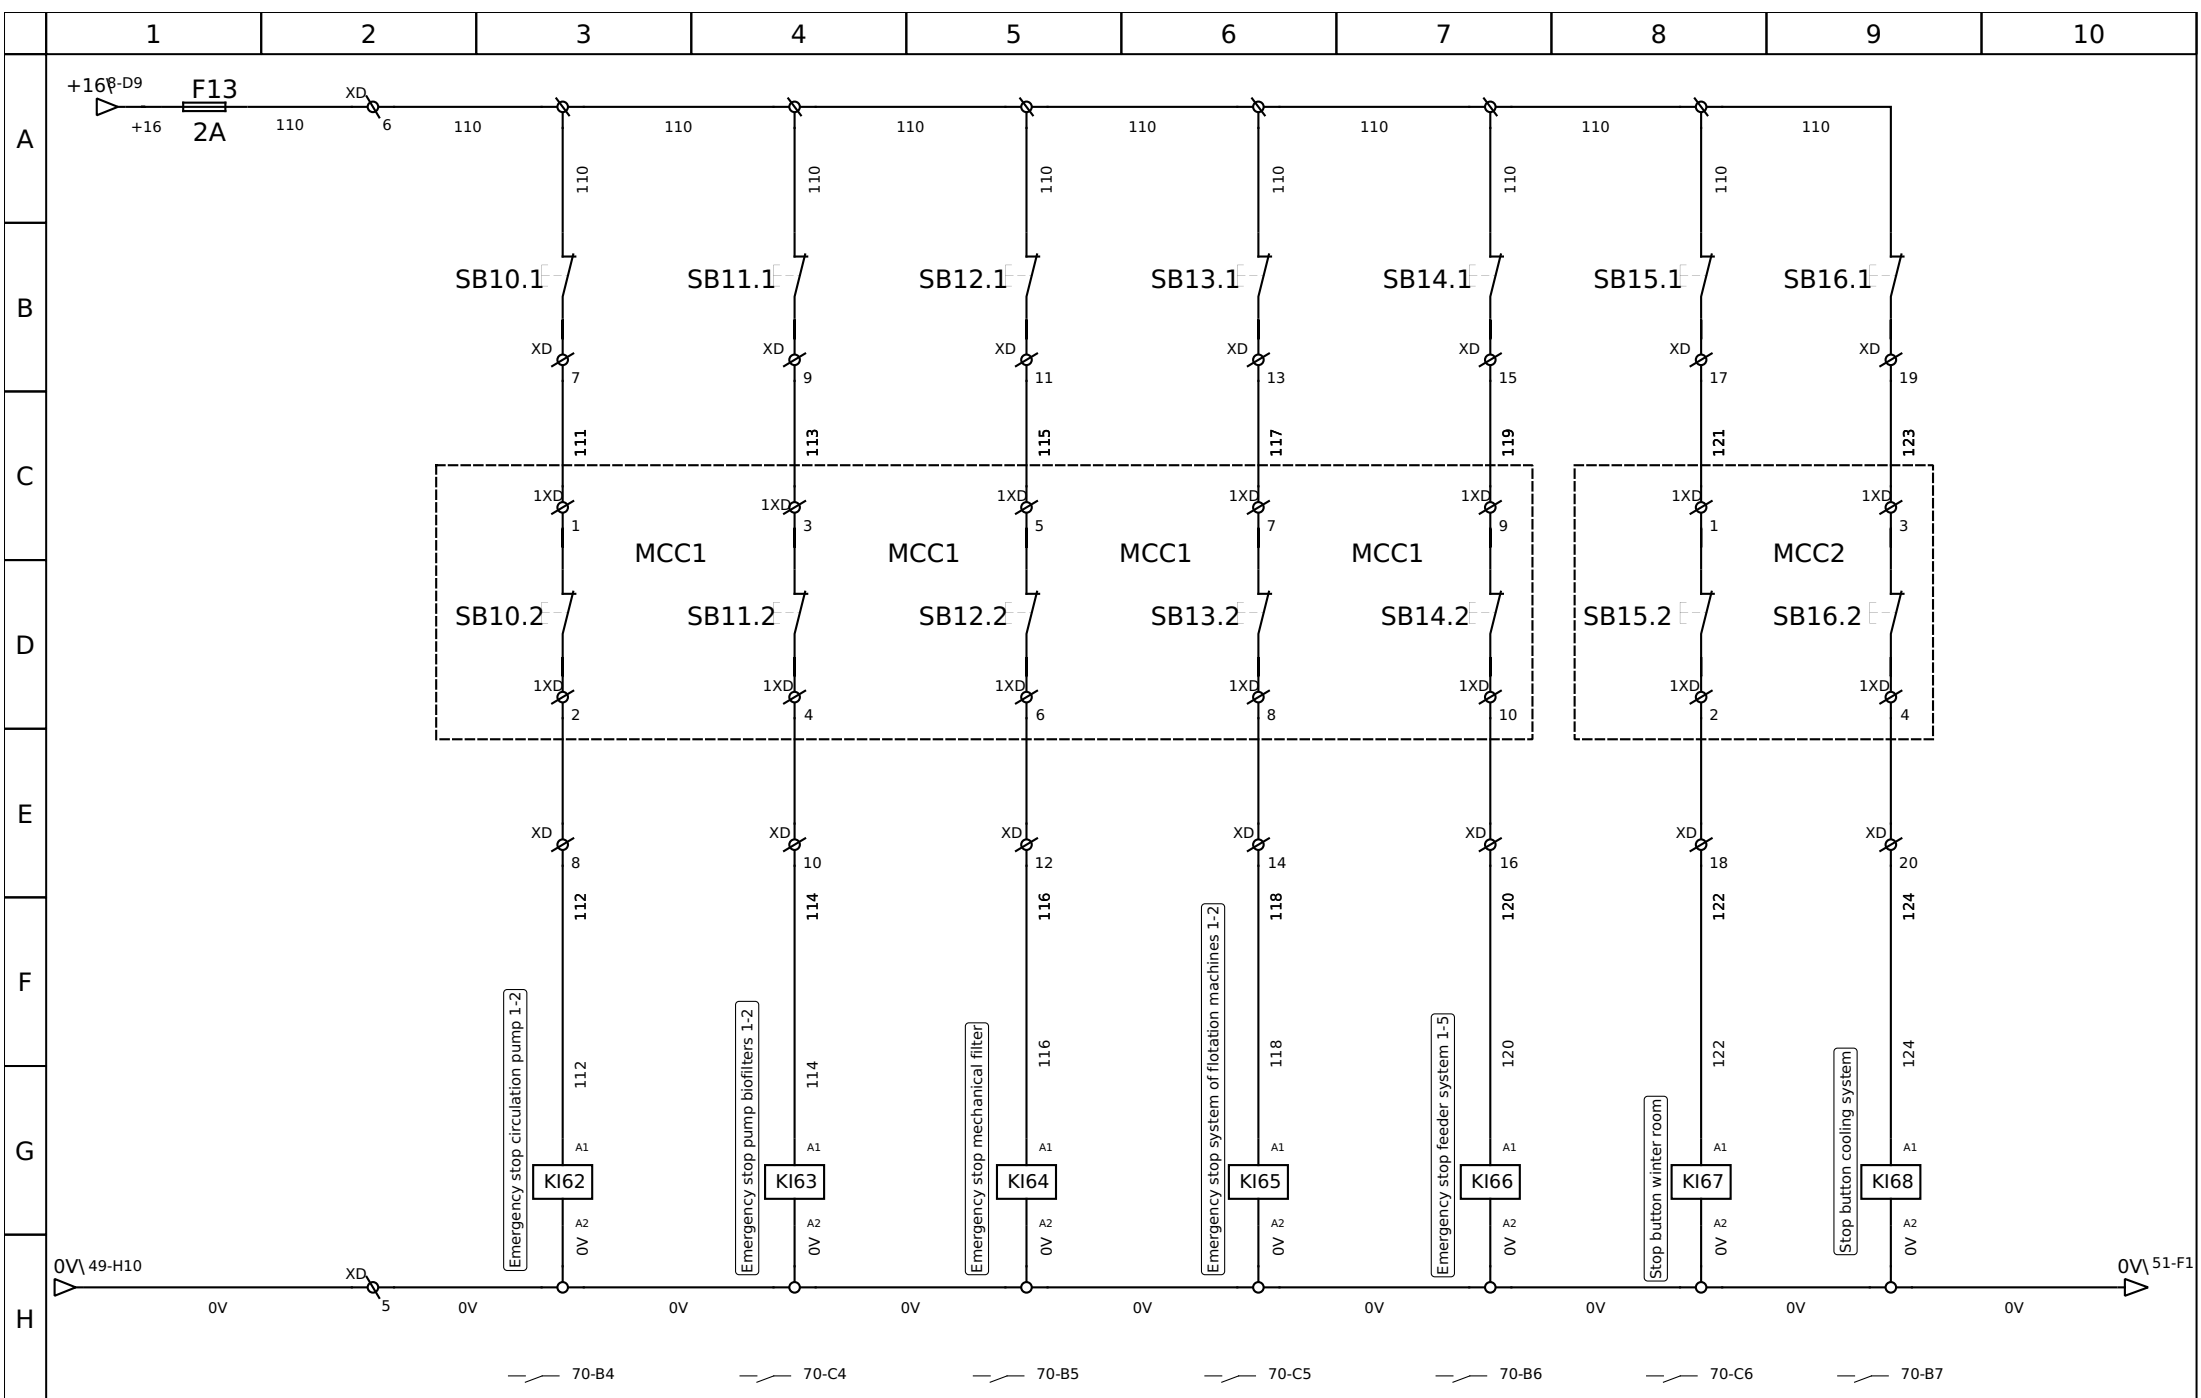 1 2 3 4 5 6 7 8 9 10
+16\8-D9 F13 XD
A +16 2A 110 6 110 110 110 110 110 110 110
110 110 110 110 110 110
B SB10.1 SB11.1 SB12.1 SB13.1 SB14.1 SB15.1 SB16.1
XD XD XD XD XD XD XD
7 9 11 13 15 17 19
111 113 115 117 119 121 123
C
1XD 1XD 1XD 1XD 1XD 1XD 1XD
1 3 5 7 9 1 3
MCC1 MCC1 MCC1 MCC1 MCC2
D SB10.2 SB11.2 SB12.2 SB13.2 SB14.2 SB15.2 SB16.2
1XD 1XD 1XD 1XD 1XD 1XD 1XD
2 4 6 8 10 2 4
E
XD XD XD XD XD XD XD
8 10 12 14 16 18 20
112 114 116 118 120 122 124
F
112 114 116 118 120 122 124
Emergency stop circulation pump 1-2
Emergency stop pump biofilters 1-2
Emergency stop mechanical filter
Emergency stop system of flotation machines 1-2
Emergency stop feeder system 1-5
Stop button winter room
Stop button cooling system
G
A1 A1 A1 A1 A1 A1 A1
KI62 KI63 KI64 KI65 KI66 KI67 KI68
A2 A2 A2 A2 A2 A2 A2
0V 0V 0V 0V 0V 0V 0V
0V\ 49-H10 XD 0V\ 51-F1
H 0V 5 0V 0V 0V 0V 0V 0V 0V 0V
70-B4 70-C4 70-B5 70-C5 70-B6 70-C6 70-B7